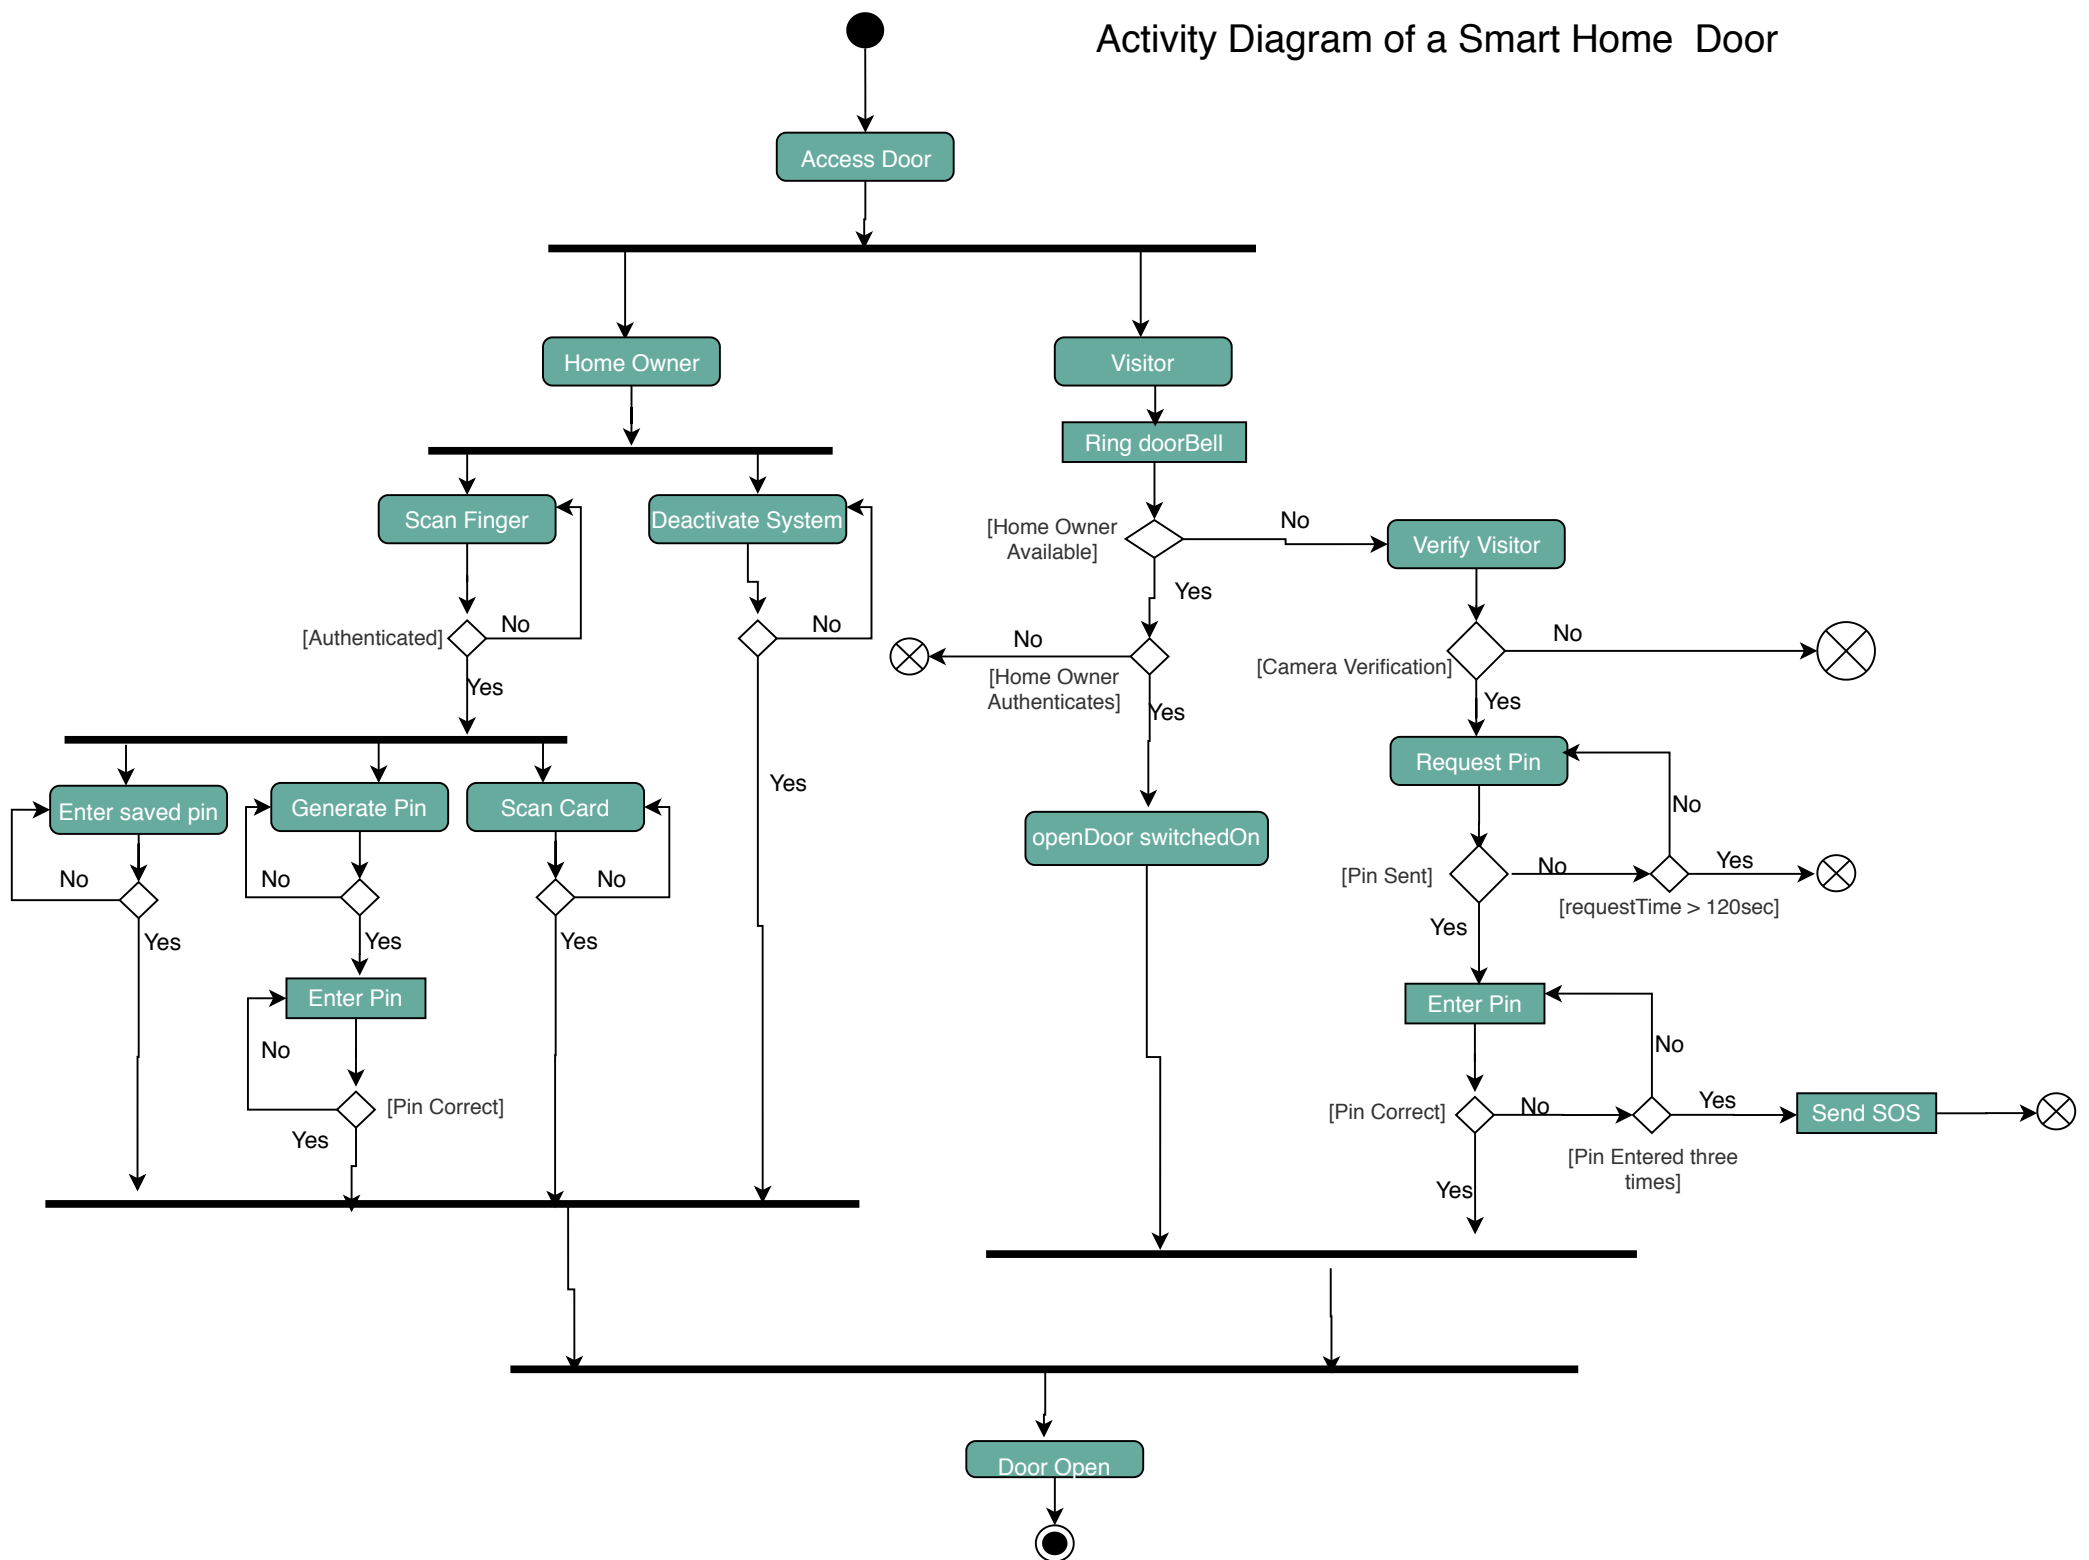 Activity Diagram of a Smart Home  Door
Access Door
Home Owner
Visitor
Ring doorBell
Scan Finger
Deactivate System
[Home Owner
Available]
No
Verify Visitor
Yes
[Authenticated]
No
No
No
[Home Owner
Authenticates]
No
[Camera Verification]
Yes
Yes
Yes
Yes
Request Pin
No
Enter saved pin
Generate Pin
Scan Card
openDoor switchedOn
No
No
No
[Pin Sent]
No
Yes
[requestTime > 120sec]
Yes
Yes
Yes
Yes
Enter Pin
Enter Pin
No
No
[Pin Correct]
Yes
[Pin Correct]
No
Yes
Send SOS
[Pin Entered three
times]
Yes
Door Open